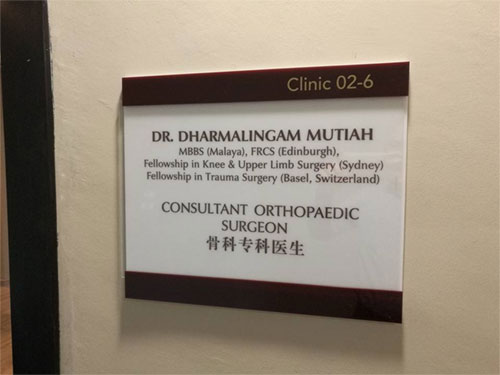 Clinic 02-6
DR. DHARMALINGAM MUTIAH
MBBS (Malaya), FRCS (Edinburgh),
Fellowship in Knee & Upper Limb Surgery (Sydney)
Fellowship in Trauma Surgery (Basel, Switzerland)
CONSULTANT ORTHOPAEDIC
SURGEON
骨科专科医生